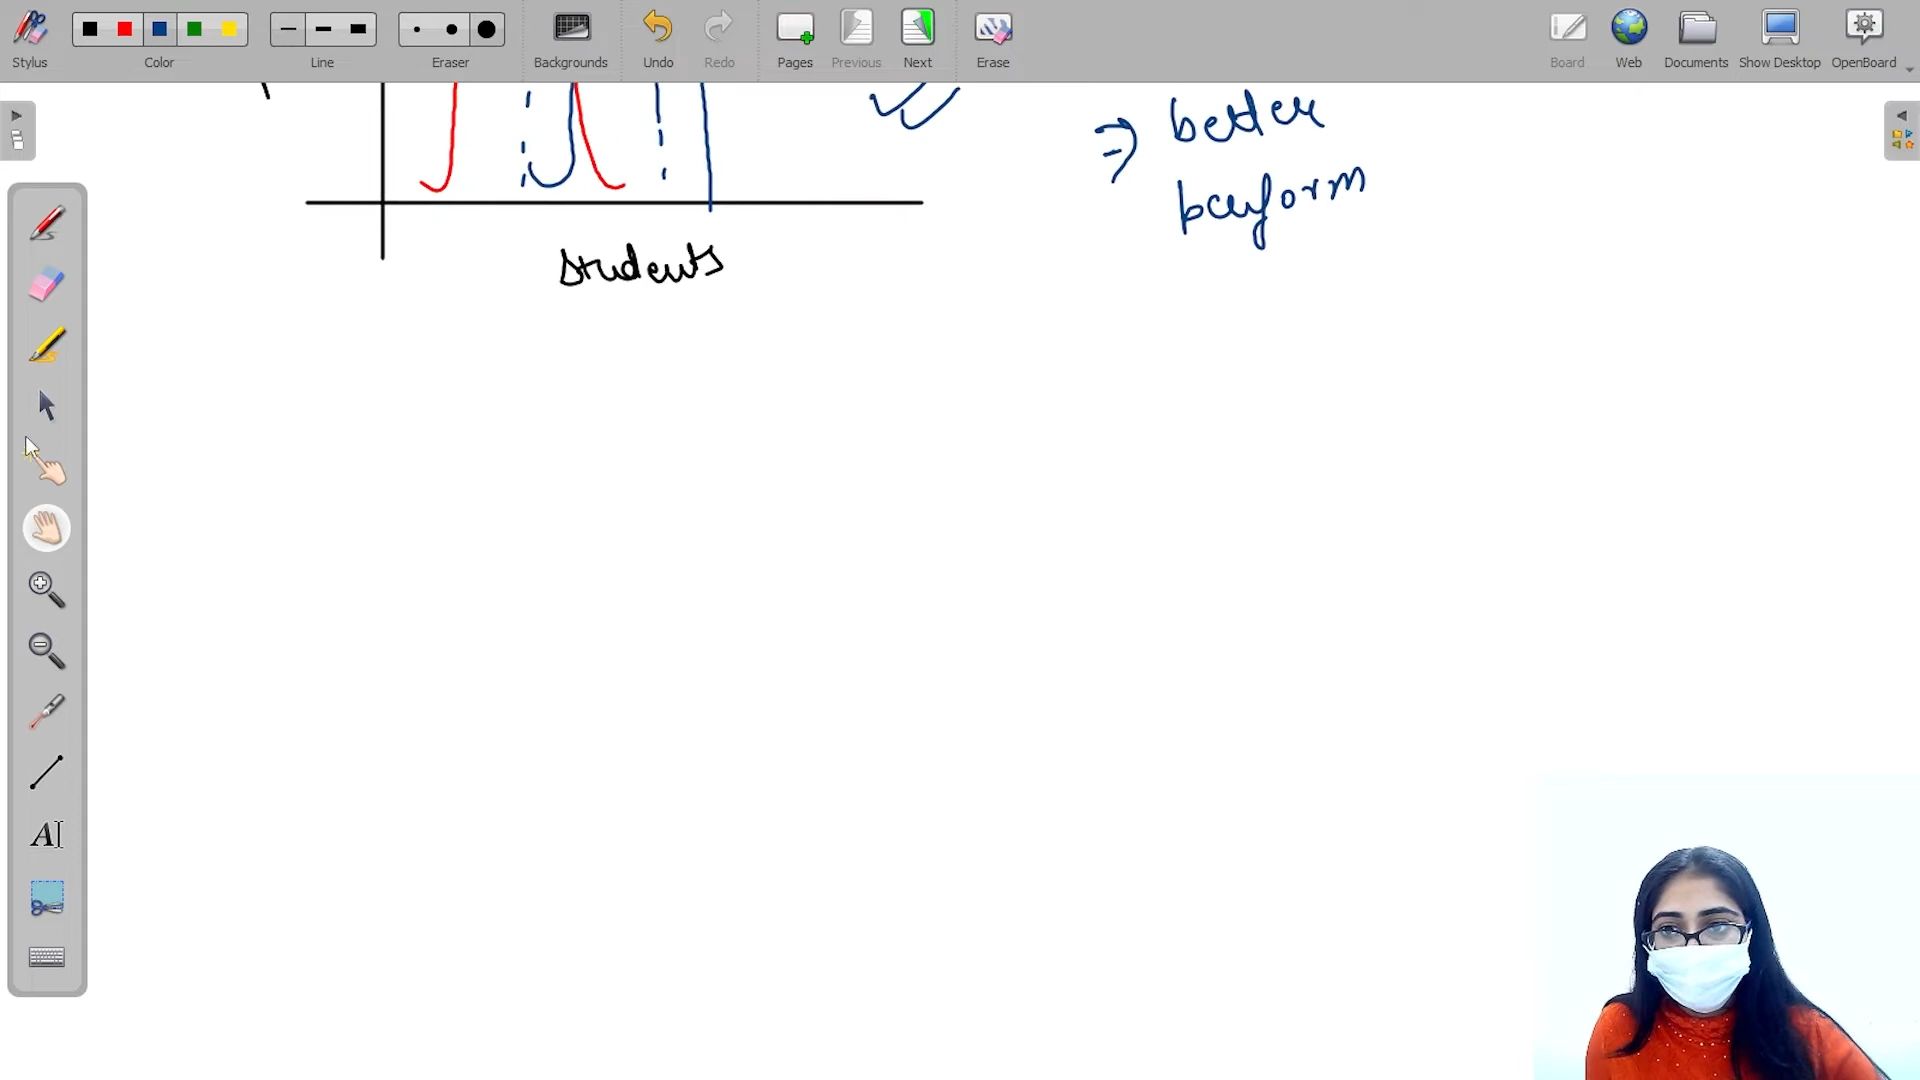 Stylus Color Line Eraser Backgrounds Undo Redo Pages Previous Next Erase Board Web Documents Show Desktop OpenBoard
=> better
perform
students
A